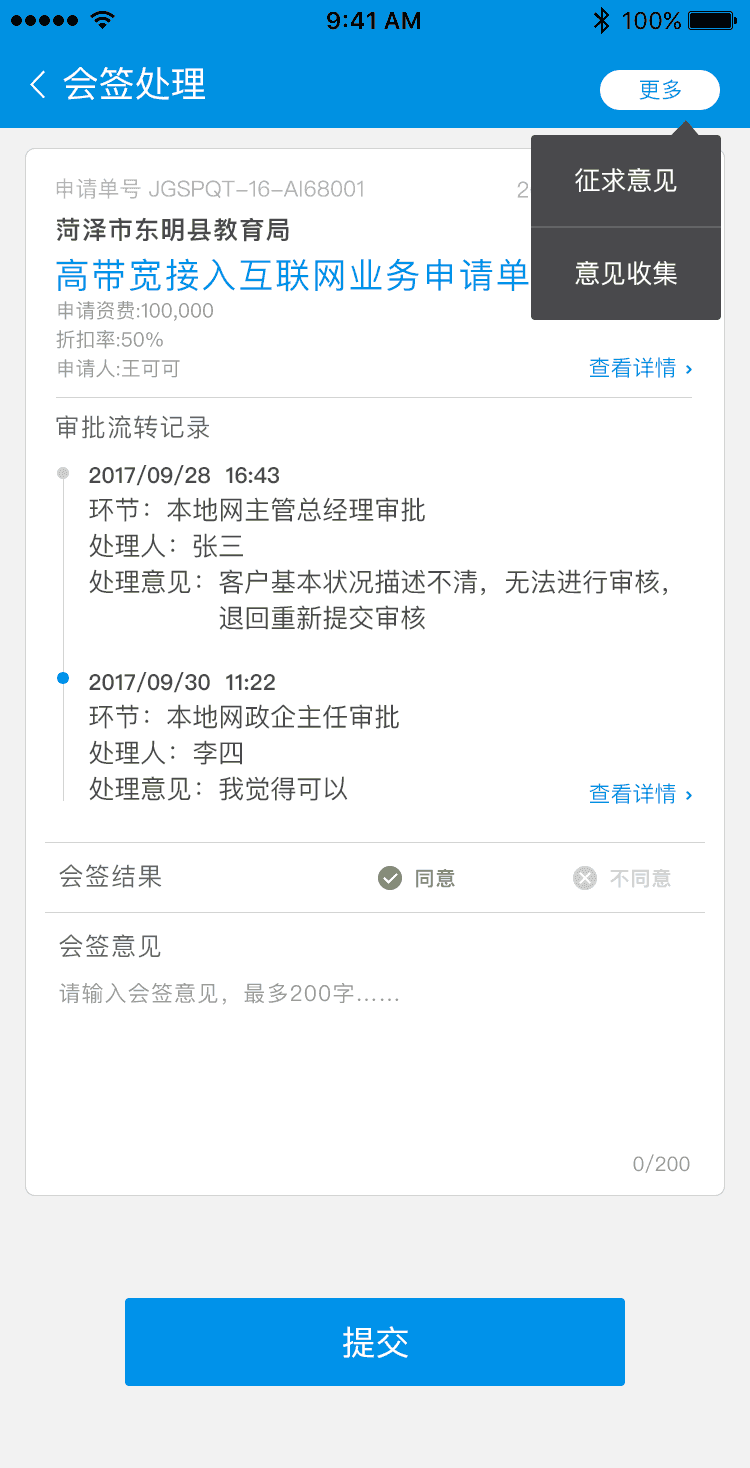 9:41 AM
100%
会签处理
更多
征求意见
意见收集
申请单号 JGSPQT-16-AI68001
2
菏泽市东明县教育局
高带宽接入互联网业务申请单
申请资费:100,000
折扣率:50%
申请人:王可可
查看详情 ›
审批流转记录
2017/09/28 16:43
环节：本地网主管总经理审批
处理人：张三
处理意见：客户基本状况描述不清，无法进行审核，
退回重新提交审核
2017/09/30 11:22
环节：本地网政企主任审批
处理人：李四
处理意见：我觉得可以
查看详情 ›
会签结果
同意
不同意
会签意见
请输入会签意见，最多200字……
0/200
提交